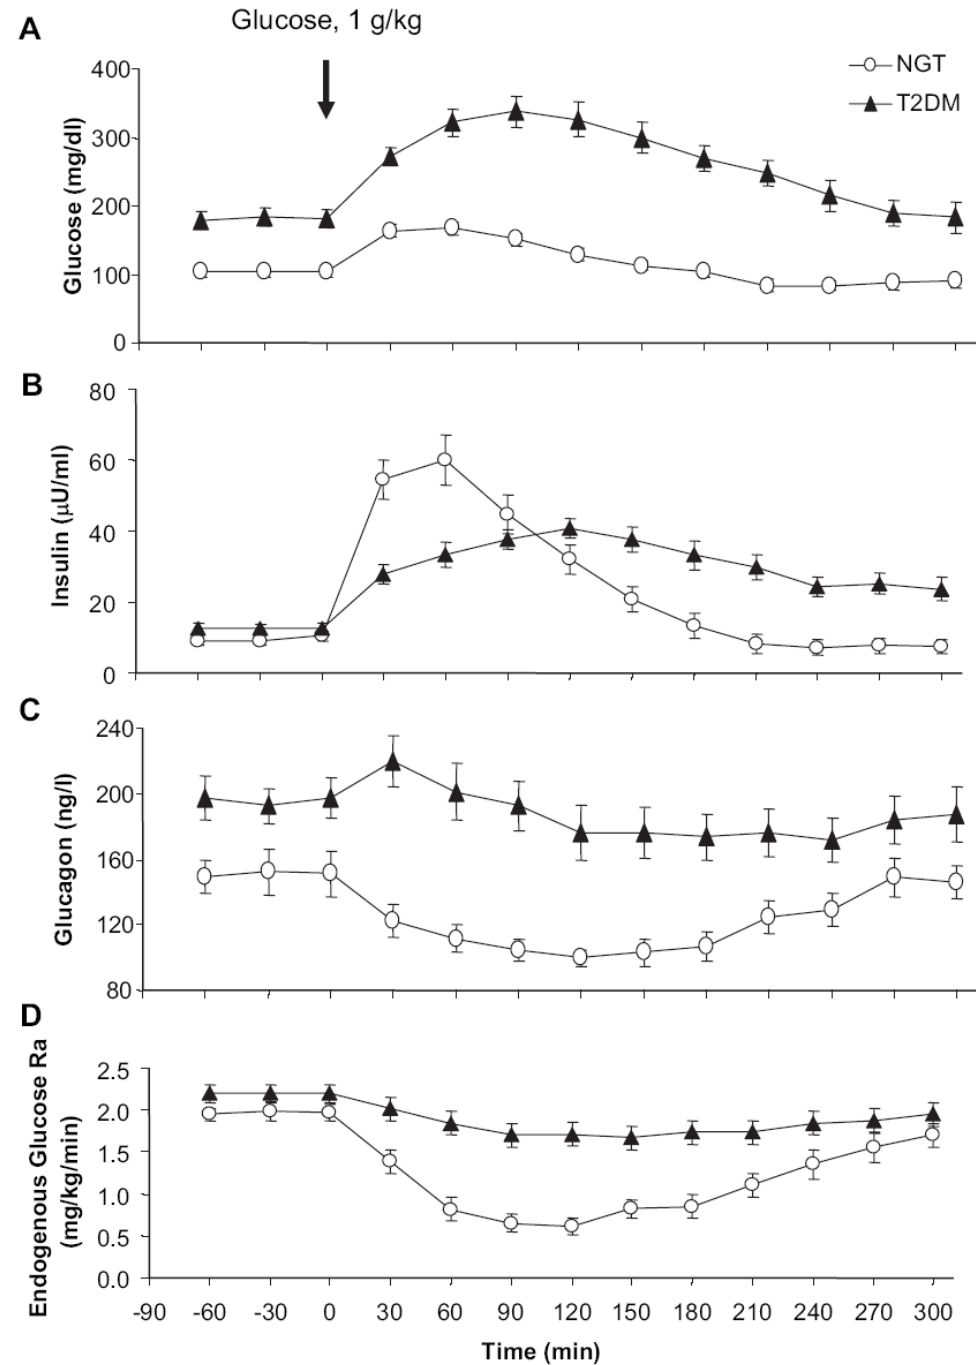 A
Glucose, 1 g/kg
NGT
T2DM
Glucose (mg/dl)
400
300
200
100
0
B
Insulin (μU/ml)
80
60
40
20
0
C
Glucagon (ng/l)
240
200
160
120
80
D
Endogenous Glucose Ra
(mg/kg/min)
2.5
2.0
1.5
1.0
0.5
0.0
-90 -60 -30 0 30 60 90 120 150 180 210 240 270 300
Time (min)